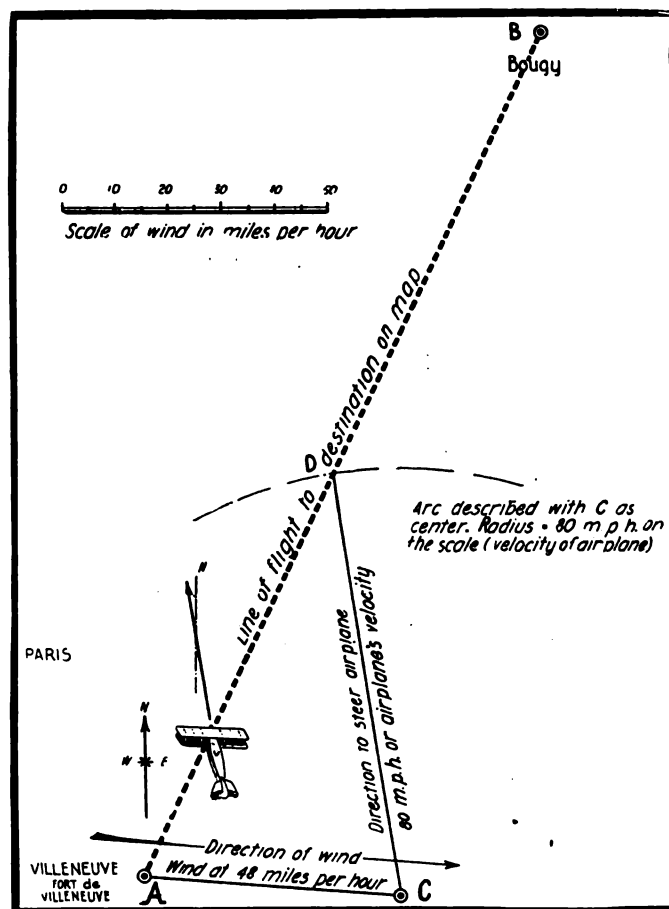 B
Bougy
0 10 20 30 40 50
Scale of wind in miles per hour
Line of flight to D destination on map
Arc described with C as
center. Radius = 80 m p h. on
the scale (velocity of airplane)
N
PARIS
N
W E
Direction to steer airplane
80 m.p.h. or airplane's velocity
Direction of wind
Wind at 48 miles per hour
VILLENEUVE
FORT de
VILLENEUVE
A
C